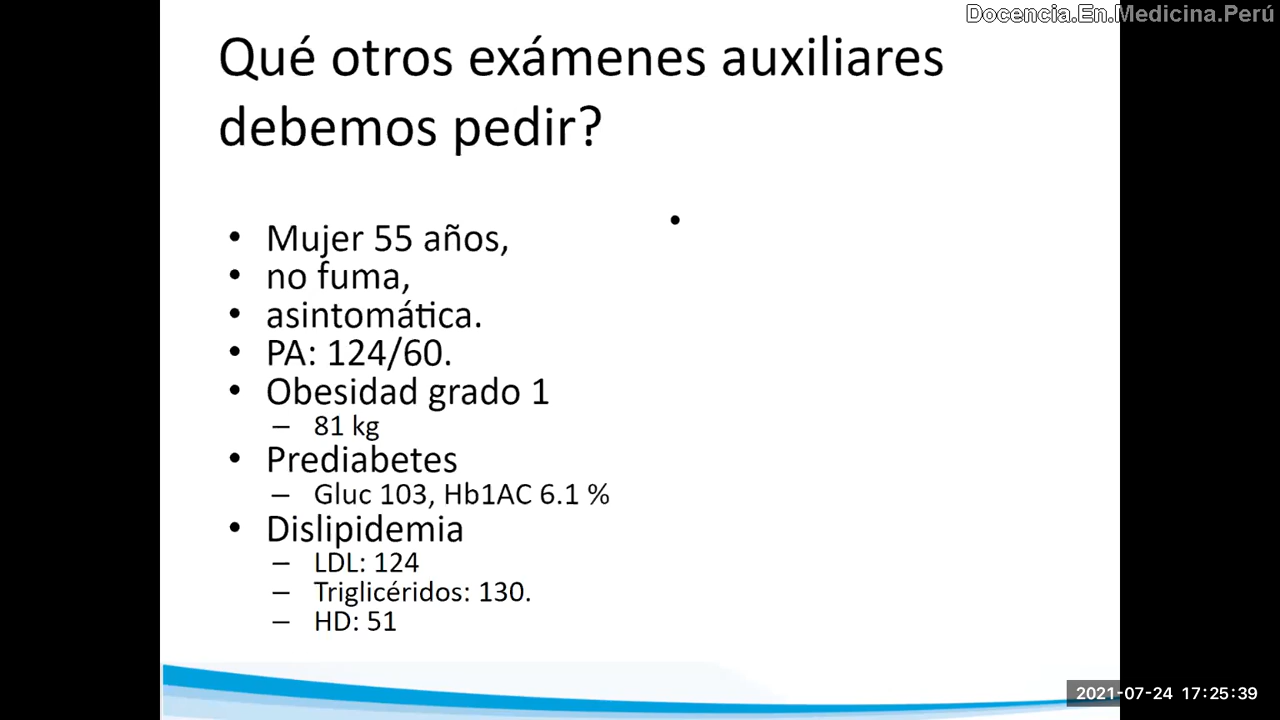 Docencia.En.Medicina.Perú
Qué otros exámenes auxiliares
debemos pedir?
• Mujer 55 años,
• no fuma,
• asintomática.
• PA: 124/60.
• Obesidad grado 1
– 81 kg
• Prediabetes
– Gluc 103, Hb1AC 6.1 %
• Dislipidemia
– LDL: 124
– Triglicéridos: 130.
– HD: 51
•
2021-07-24 17:25:39